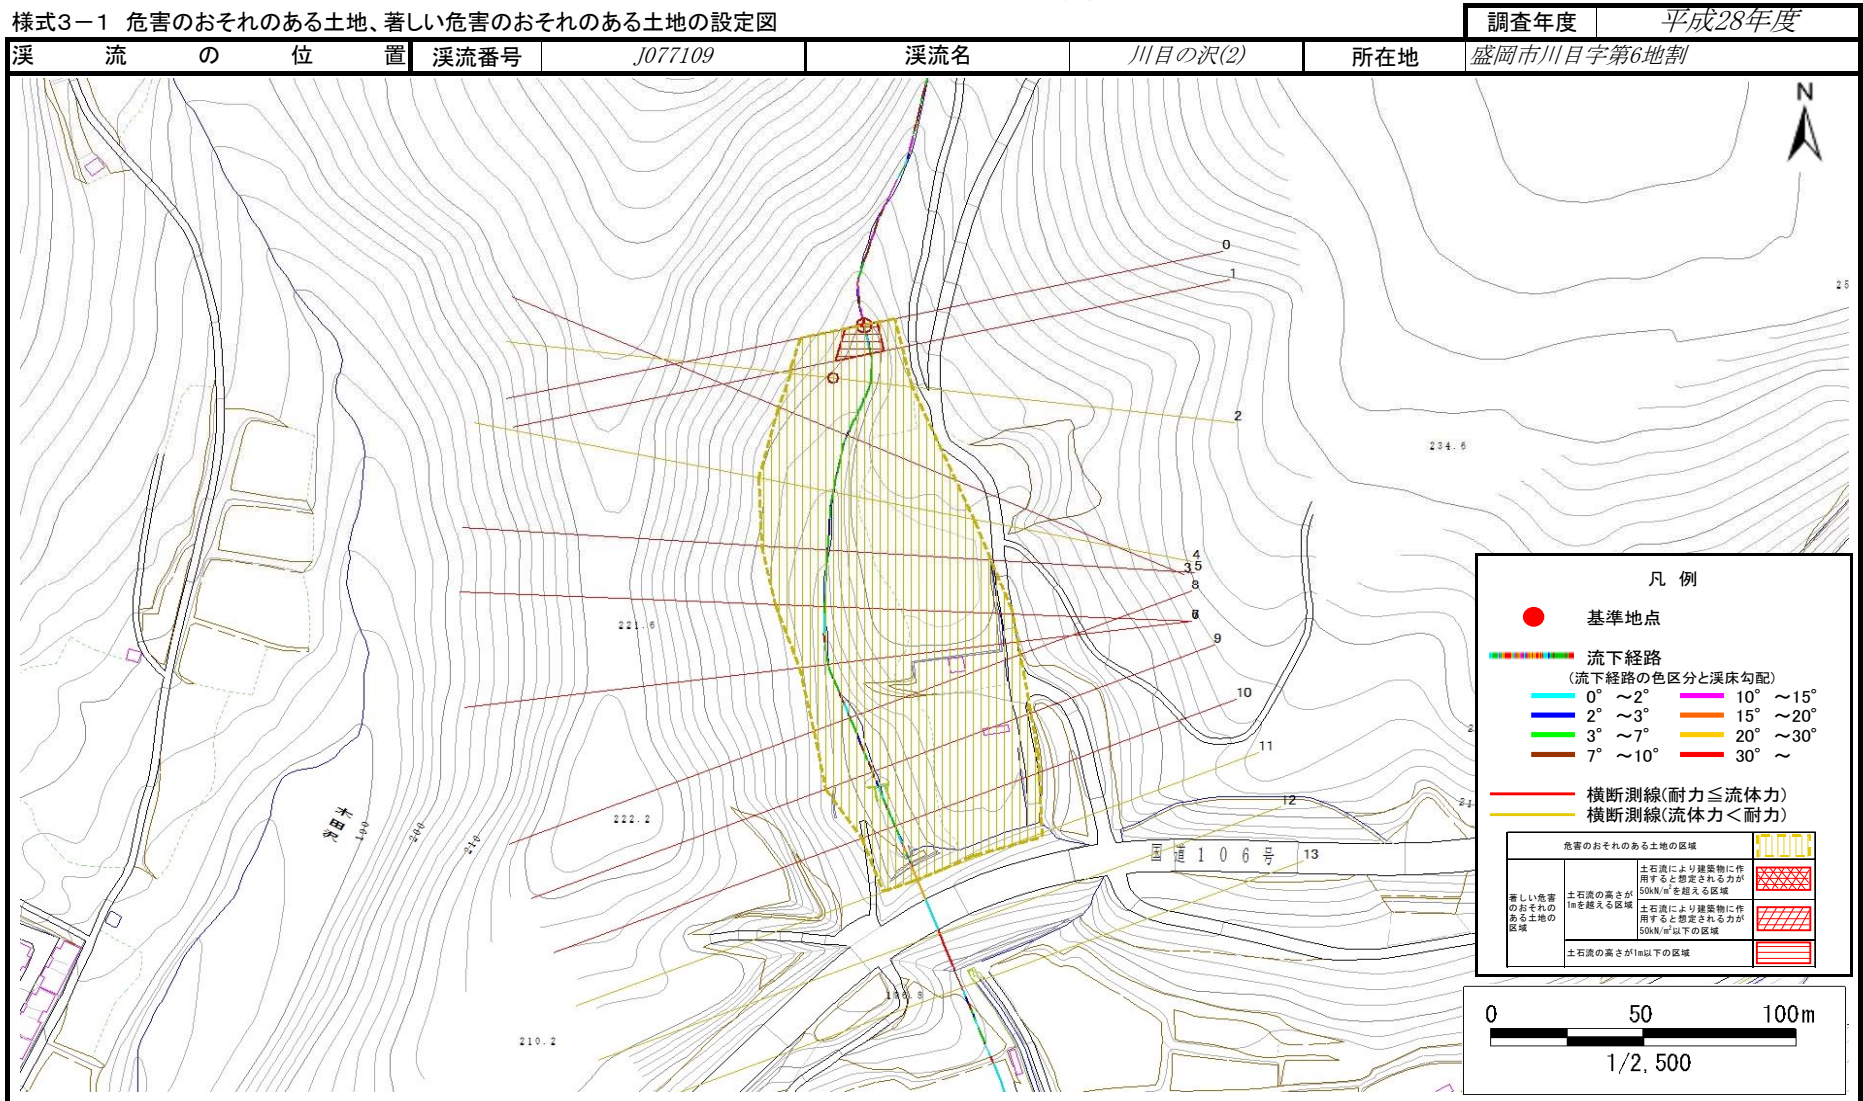 様式3-1 危害のおそれのある土地、著しい危害のおそれのある土地の設定図
調査年度 平成28年度
渓流の位置 渓流番号 J077109 渓流名 川目の沢(2) 所在地 盛岡市川目字第6地割
N
0
1
25
2
234.6
4
3 5
8
221.6
9
10
11
12
222.2
木田沢
190
200
210
国道106号
13
210.2
凡 例
基準地点
流下経路
(流下経路の色区分と渓床勾配)
0° ~2° 10° ~15°
2° ~3° 15° ~20°
3° ~7° 20° ~30°
7° ~10° 30° ~
横断測線(耐力≦流体力)
横断測線(流体力<耐力)
危害のおそれのある土地の区域
著しい危害
のおそれの
ある土地の
区域
土石流の高さが
1mを越える区域
土石流により建築物に作
用すると想定される力が
50kN/㎡を超える区域
土石流により建築物に作
用すると想定される力が
50kN/㎡以下の区域
土石流の高さが1m以下の区域
0 50 100m
1/2,500